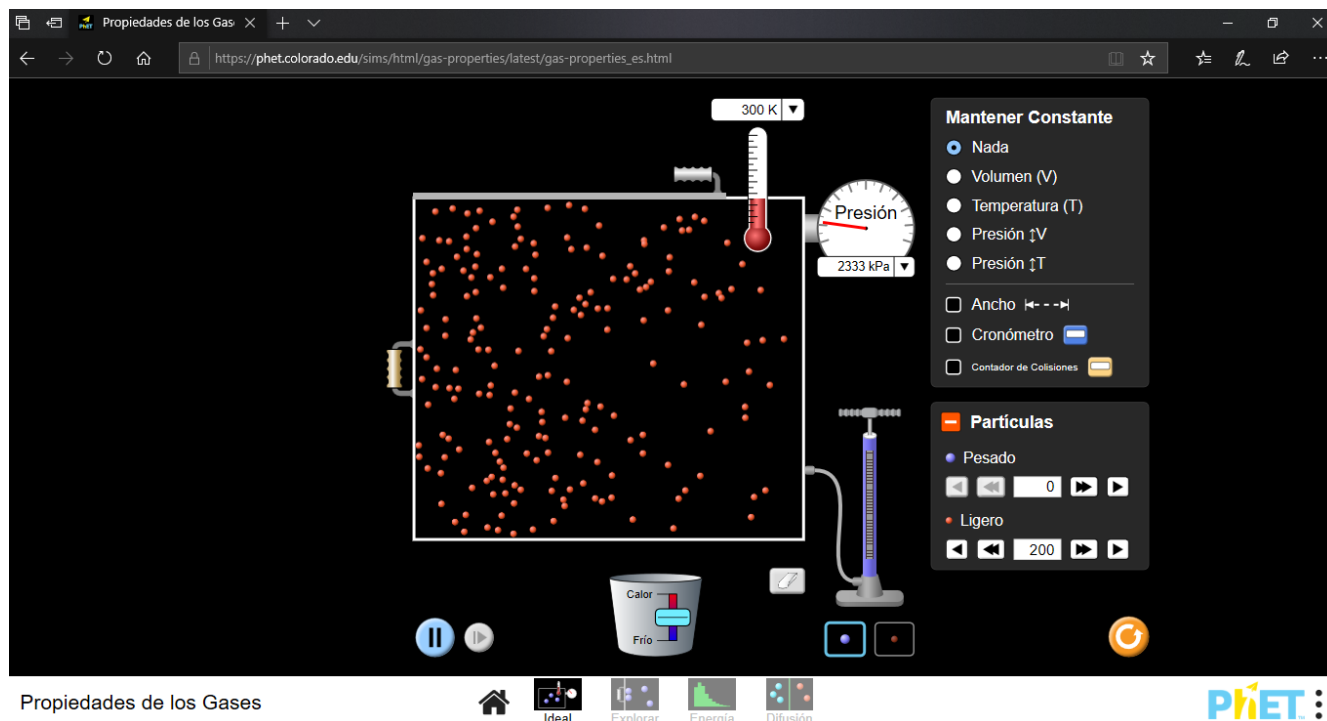 Propiedades de los Gas
https://phet.colorado.edu/sims/html/gas-properties/latest/gas-properties_es.html
300 K
Presión
2333 kPa
Mantener Constante
Nada
Volumen (V)
Temperatura (T)
Presión ↕V
Presión ↕T
Ancho
Cronómetro
Contador de Colisiones
Partículas
Pesado
0
Ligero
200
Calor
Frío
Propiedades de los Gases
Ideal
Explorar
Energía
Difusión
PhET